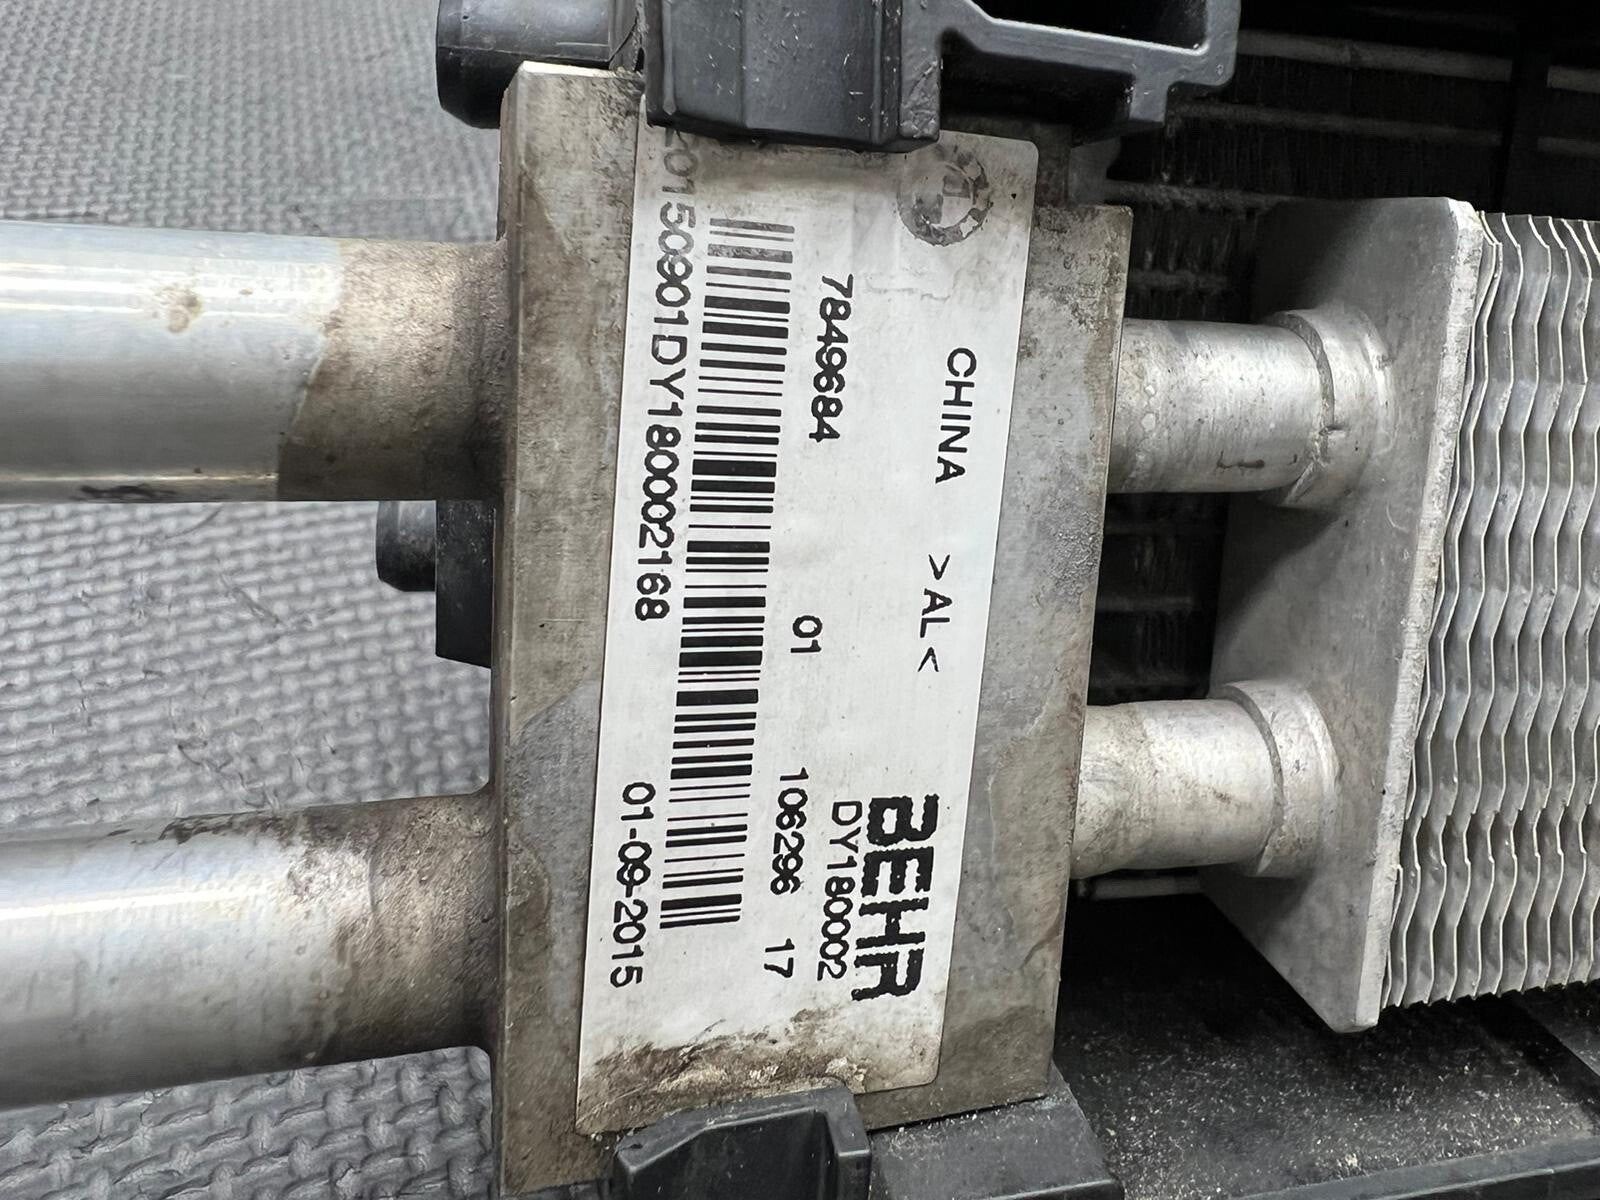 CHINA >AL< BEHR
DY180002
7849684 01 106296 17
20150901DY180002168
01-09-2015